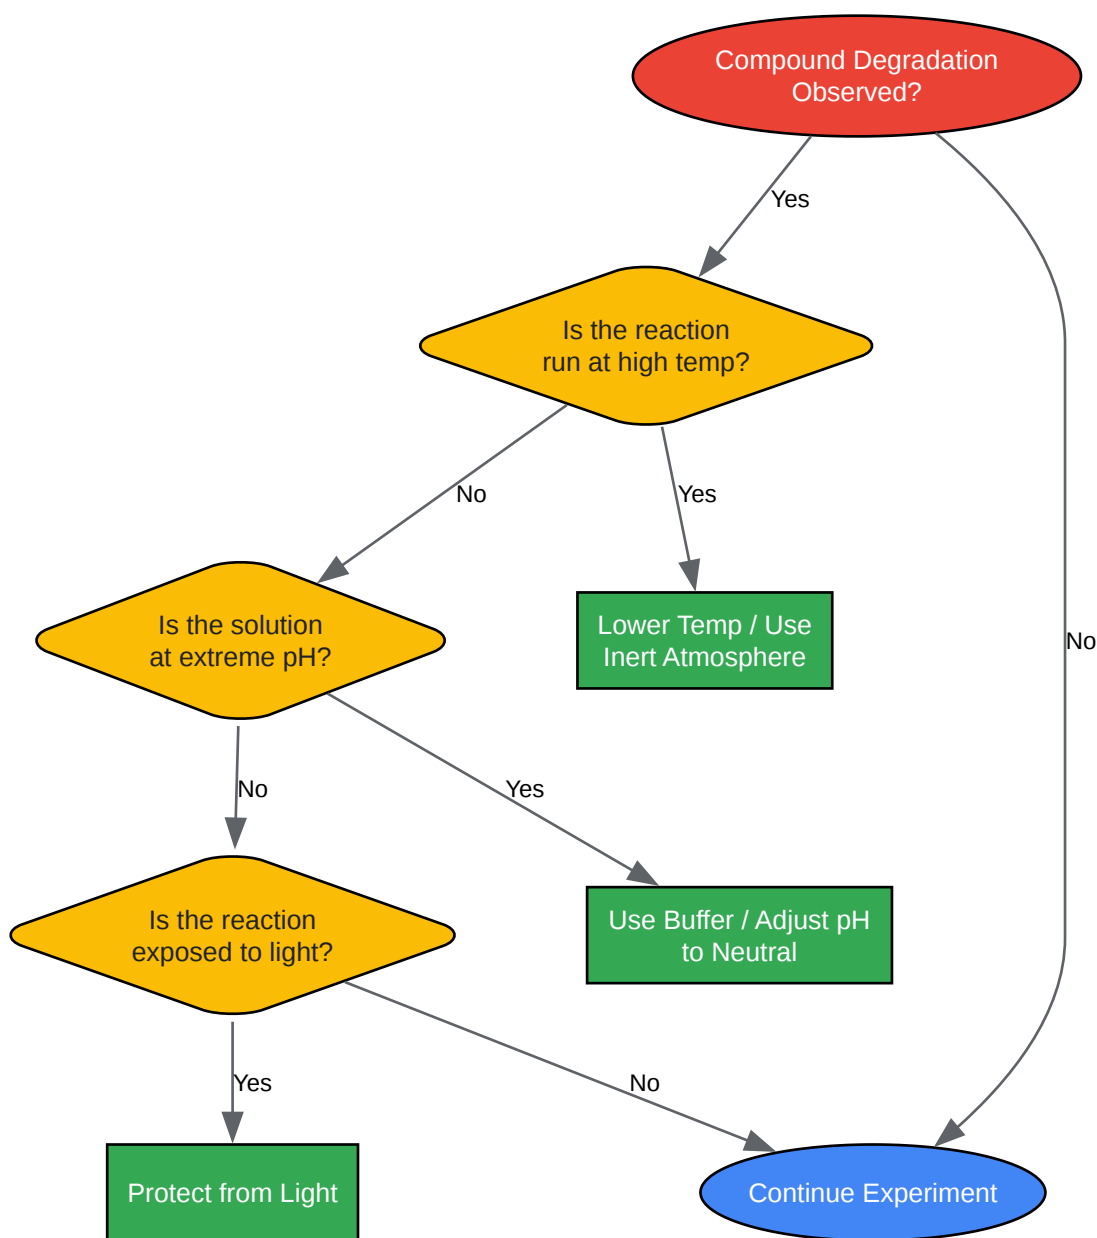 Compound Degradation
Observed?
Yes
Is the reaction
run at high temp?
No
Yes
Is the solution
at extreme pH?
Lower Temp / Use
Inert Atmosphere
No
No
Yes
Is the reaction
exposed to light?
Use Buffer / Adjust pH
to Neutral
Yes
No
Protect from Light
Continue Experiment